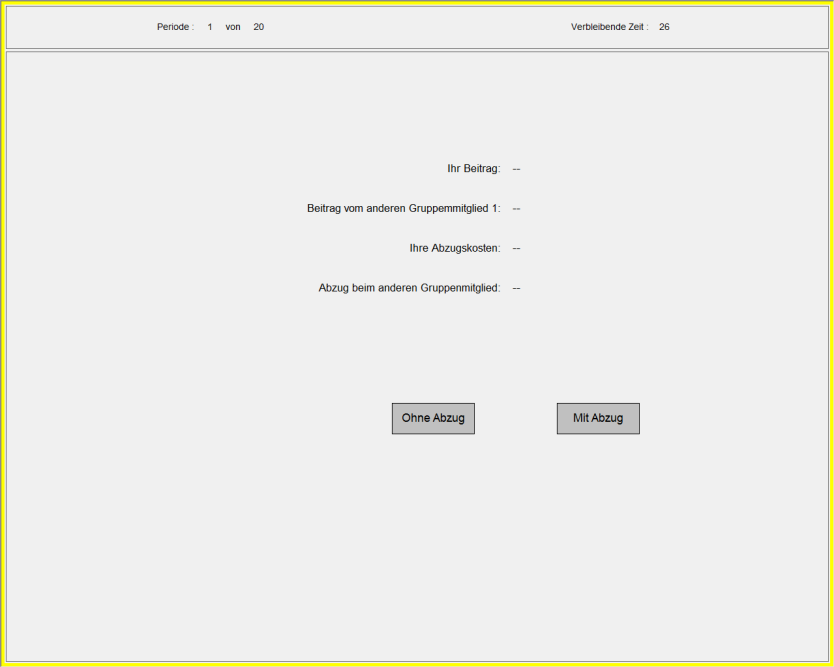 Periode : 1 von 20 Verbleibende Zeit : 26
Ihr Beitrag: --
Beitrag vom anderen Gruppemmitglied 1: --
Ihre Abzugskosten: --
Abzug beim anderen Gruppenmitglied: --
Ohne Abzug Mit Abzug